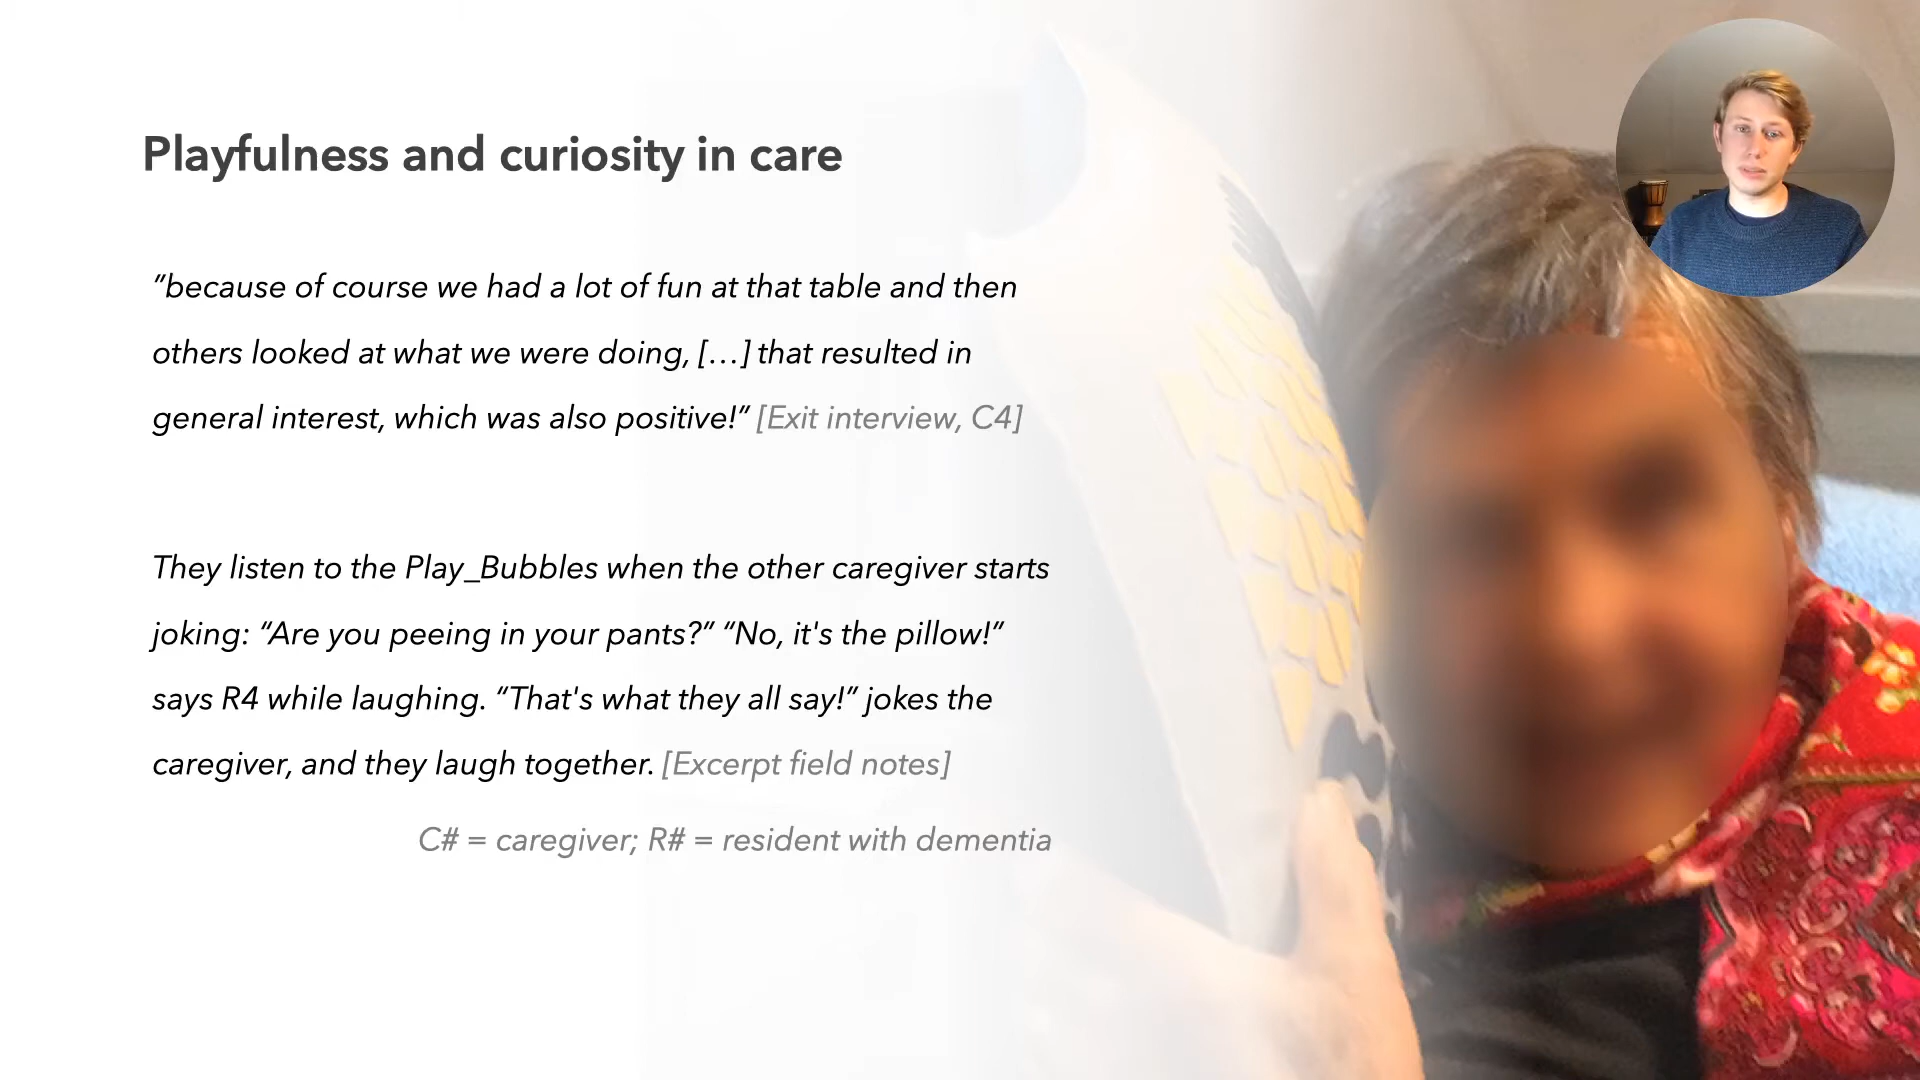 Playfulness and curiosity in care
“because of course we had a lot of fun at that table and then
others looked at what we were doing, […] that resulted in
general interest, which was also positive!” [Exit interview, C4]
They listen to the Play_Bubbles when the other caregiver starts
joking: “Are you peeing in your pants?” “No, it's the pillow!”
says R4 while laughing. “That's what they all say!” jokes the
caregiver, and they laugh together. [Excerpt field notes]
C# = caregiver; R# = resident with dementia